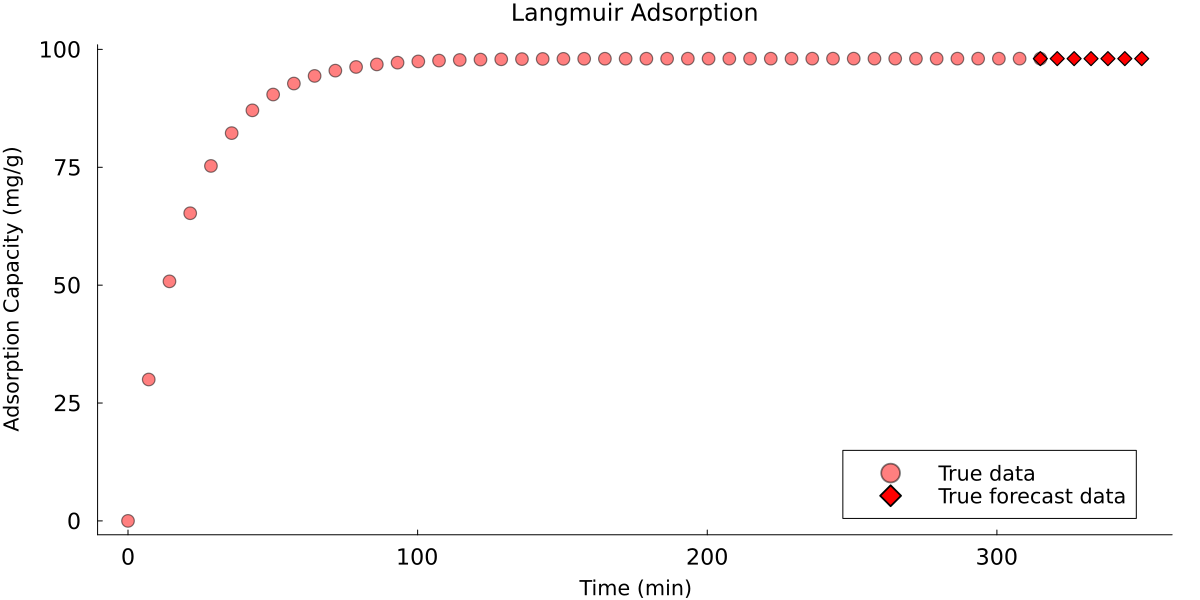 Langmuir Adsorption
100
75
50
25
0
Adsorption Capacity (mg/g)
True data
True forecast data
0 100 200 300
Time (min)